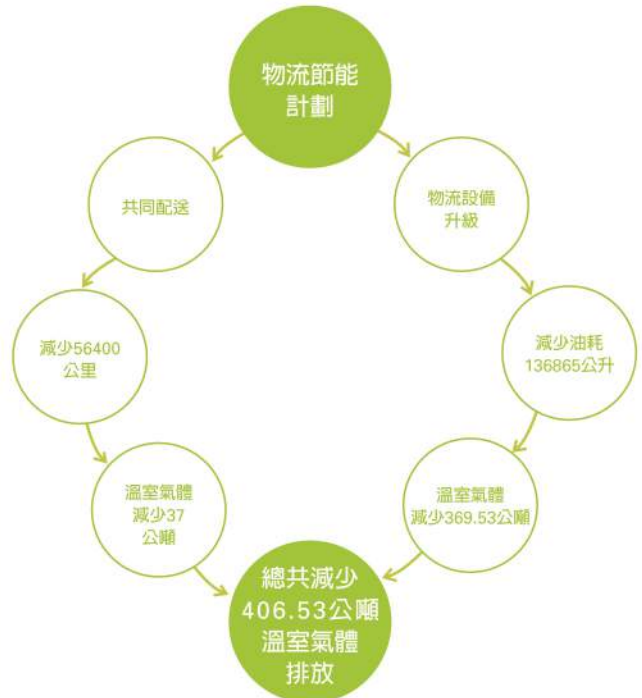 物流節能
計劃
共同配送
物流設備
升級
減少56400
公里
減少油耗
136865公升
溫室氣體
減少37
公噸
溫室氣體
減少369.53公噸
總共減少
406.53公噸
溫室氣體
排放